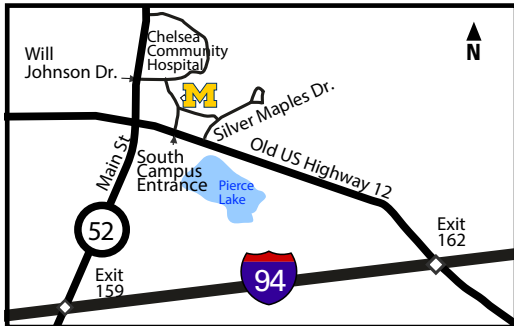 Chelsea
Community
Hospital
Will
Johnson Dr.
N
M
Silver Maples Dr.
Main St
South
Campus
Entrance
Old US Highway 12
Pierce
Lake
52
Exit
162
94
Exit
159